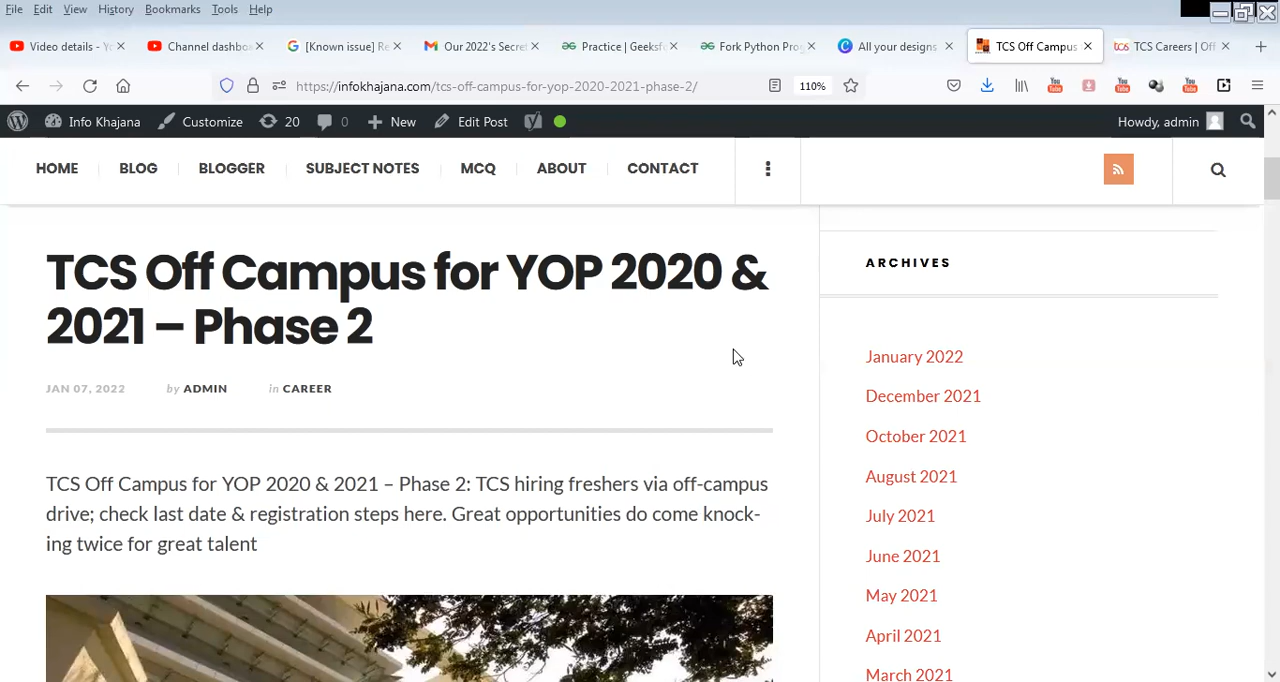 File Edit View History Bookmarks Tools Help
Video details - Yo
Channel dashboa
[Known issue] Re
Our 2022's Secret
Practice | Geeksfo
Fork Python Prog
All your designs
TCS Off Campus
TCS Careers | Off
https://infokhajana.com/tcs-off-campus-for-yop-2020-2021-phase-2/
110%
Info Khajana Customize 20 0 New Edit Post Howdy, admin
HOME BLOG BLOGGER SUBJECT NOTES MCQ ABOUT CONTACT
TCS Off Campus for YOP 2020 &
2021 – Phase 2
JAN 07, 2022 by ADMIN in CAREER
TCS Off Campus for YOP 2020 & 2021 – Phase 2: TCS hiring freshers via off-campus
drive; check last date & registration steps here. Great opportunities do come knock-
ing twice for great talent
ARCHIVES
January 2022
December 2021
October 2021
August 2021
July 2021
June 2021
May 2021
April 2021
March 2021